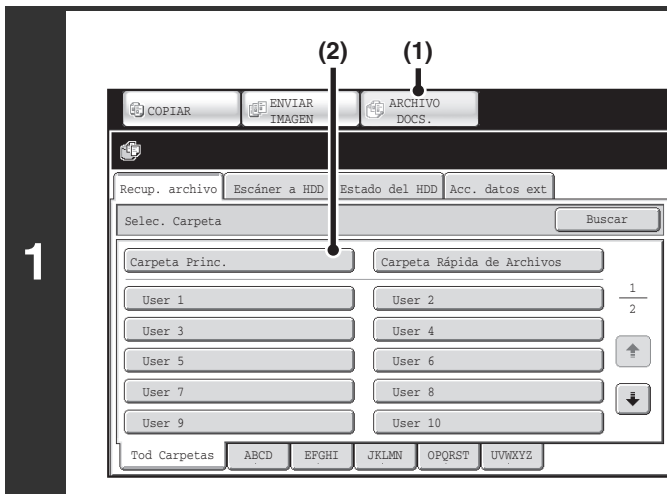 1
(2) (1)
COPIAR
ENVIAR
IMAGEN
ARCHIVO
DOCS.
Recup. archivo Escáner a HDD Estado del HDD Acc. datos ext
Selec. Carpeta Buscar
Carpeta Princ. Carpeta Rápida de Archivos
User 1 User 2
User 3 User 4
User 5 User 6
User 7 User 8
User 9 User 10
1
2
Tod Carpetas ABCD EFGHI JKLMN OPQRST UVWXYZ